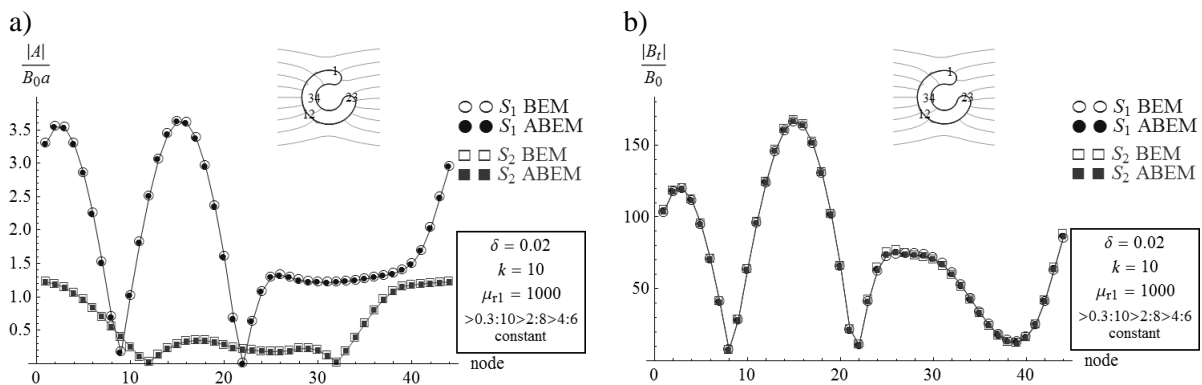 a)
|A|
B₀a
3.5
3.0
2.5
2.0
1.5
1.0
0.5
0
10
20
30
40
node
1
34
23
12
S₁ BEM
S₁ ABEM
S₂ BEM
S₂ ABEM
δ = 0.02
k = 10
μr1 = 1000
>0.3:10>2:8>4:6
constant
b)
|Bt|
B₀
150
100
50
0
10
20
30
40
node
1
34
23
12
S₁ BEM
S₁ ABEM
S₂ BEM
S₂ ABEM
δ = 0.02
k = 10
μr1 = 1000
>0.3:10>2:8>4:6
constant